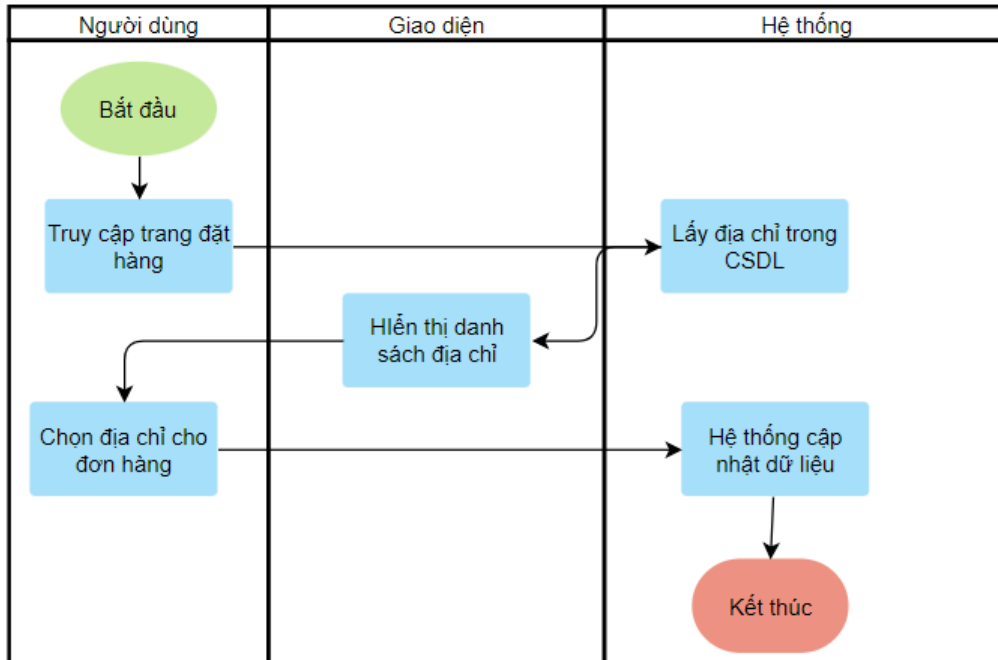 Người dùng
Giao diện
Hệ thống
Bắt đầu
Truy cập trang đặt
hàng
Lấy địa chỉ trong
CSDL
HIển thị danh
sách địa chỉ
Chọn địa chỉ cho
đơn hàng
Hệ thống cập
nhật dữ liệu
Kết thúc